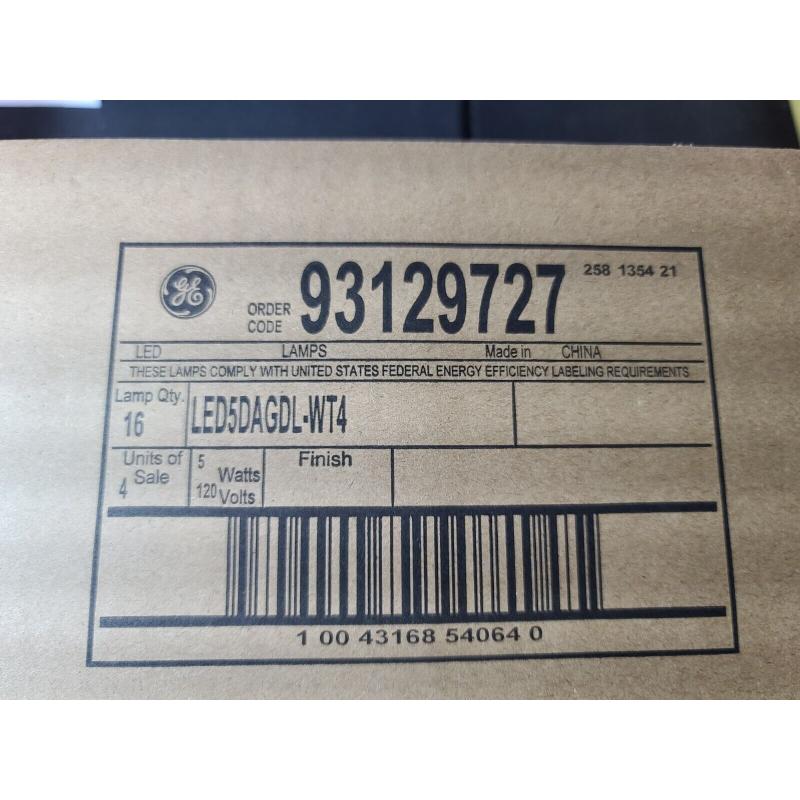 GE
ORDER CODE 93129727 258 1354 21
LED LAMPS Made in CHINA
THESE LAMPS COMPLY WITH UNITED STATES FEDERAL ENERGY EFFICIENCY LABELING REQUIREMENTS
Lamp Qty.
16
LED5DAGDL-WT4
Units of Sale
4
5 Watts
120 Volts
Finish
1 00 43168 54064 0